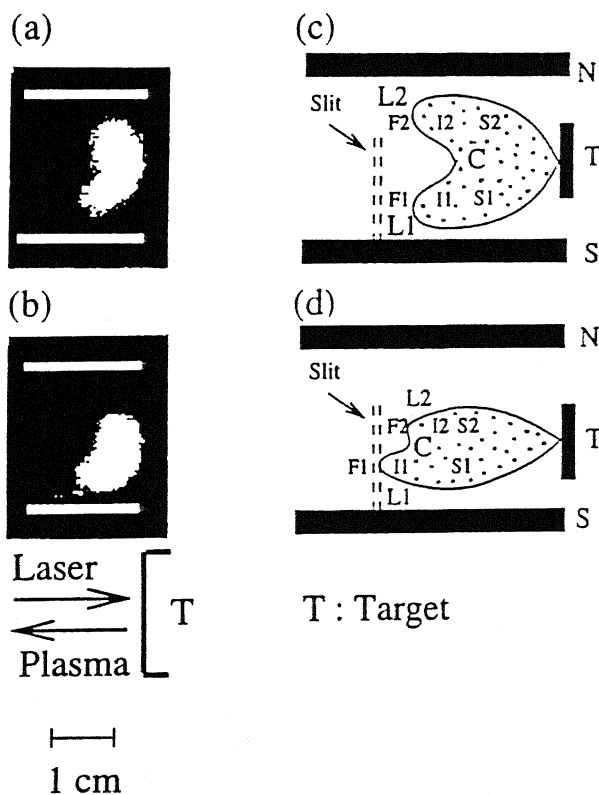 (a)
(b)
Laser
Plasma
T
1 cm
(c)
N
Slit
L2
F2 I2 S2
C
T
F1 I1 S1
L1
S
(d)
N
Slit
L2
F2 I2 S2
C
T
F1 I1 S1
L1
S
T : Target